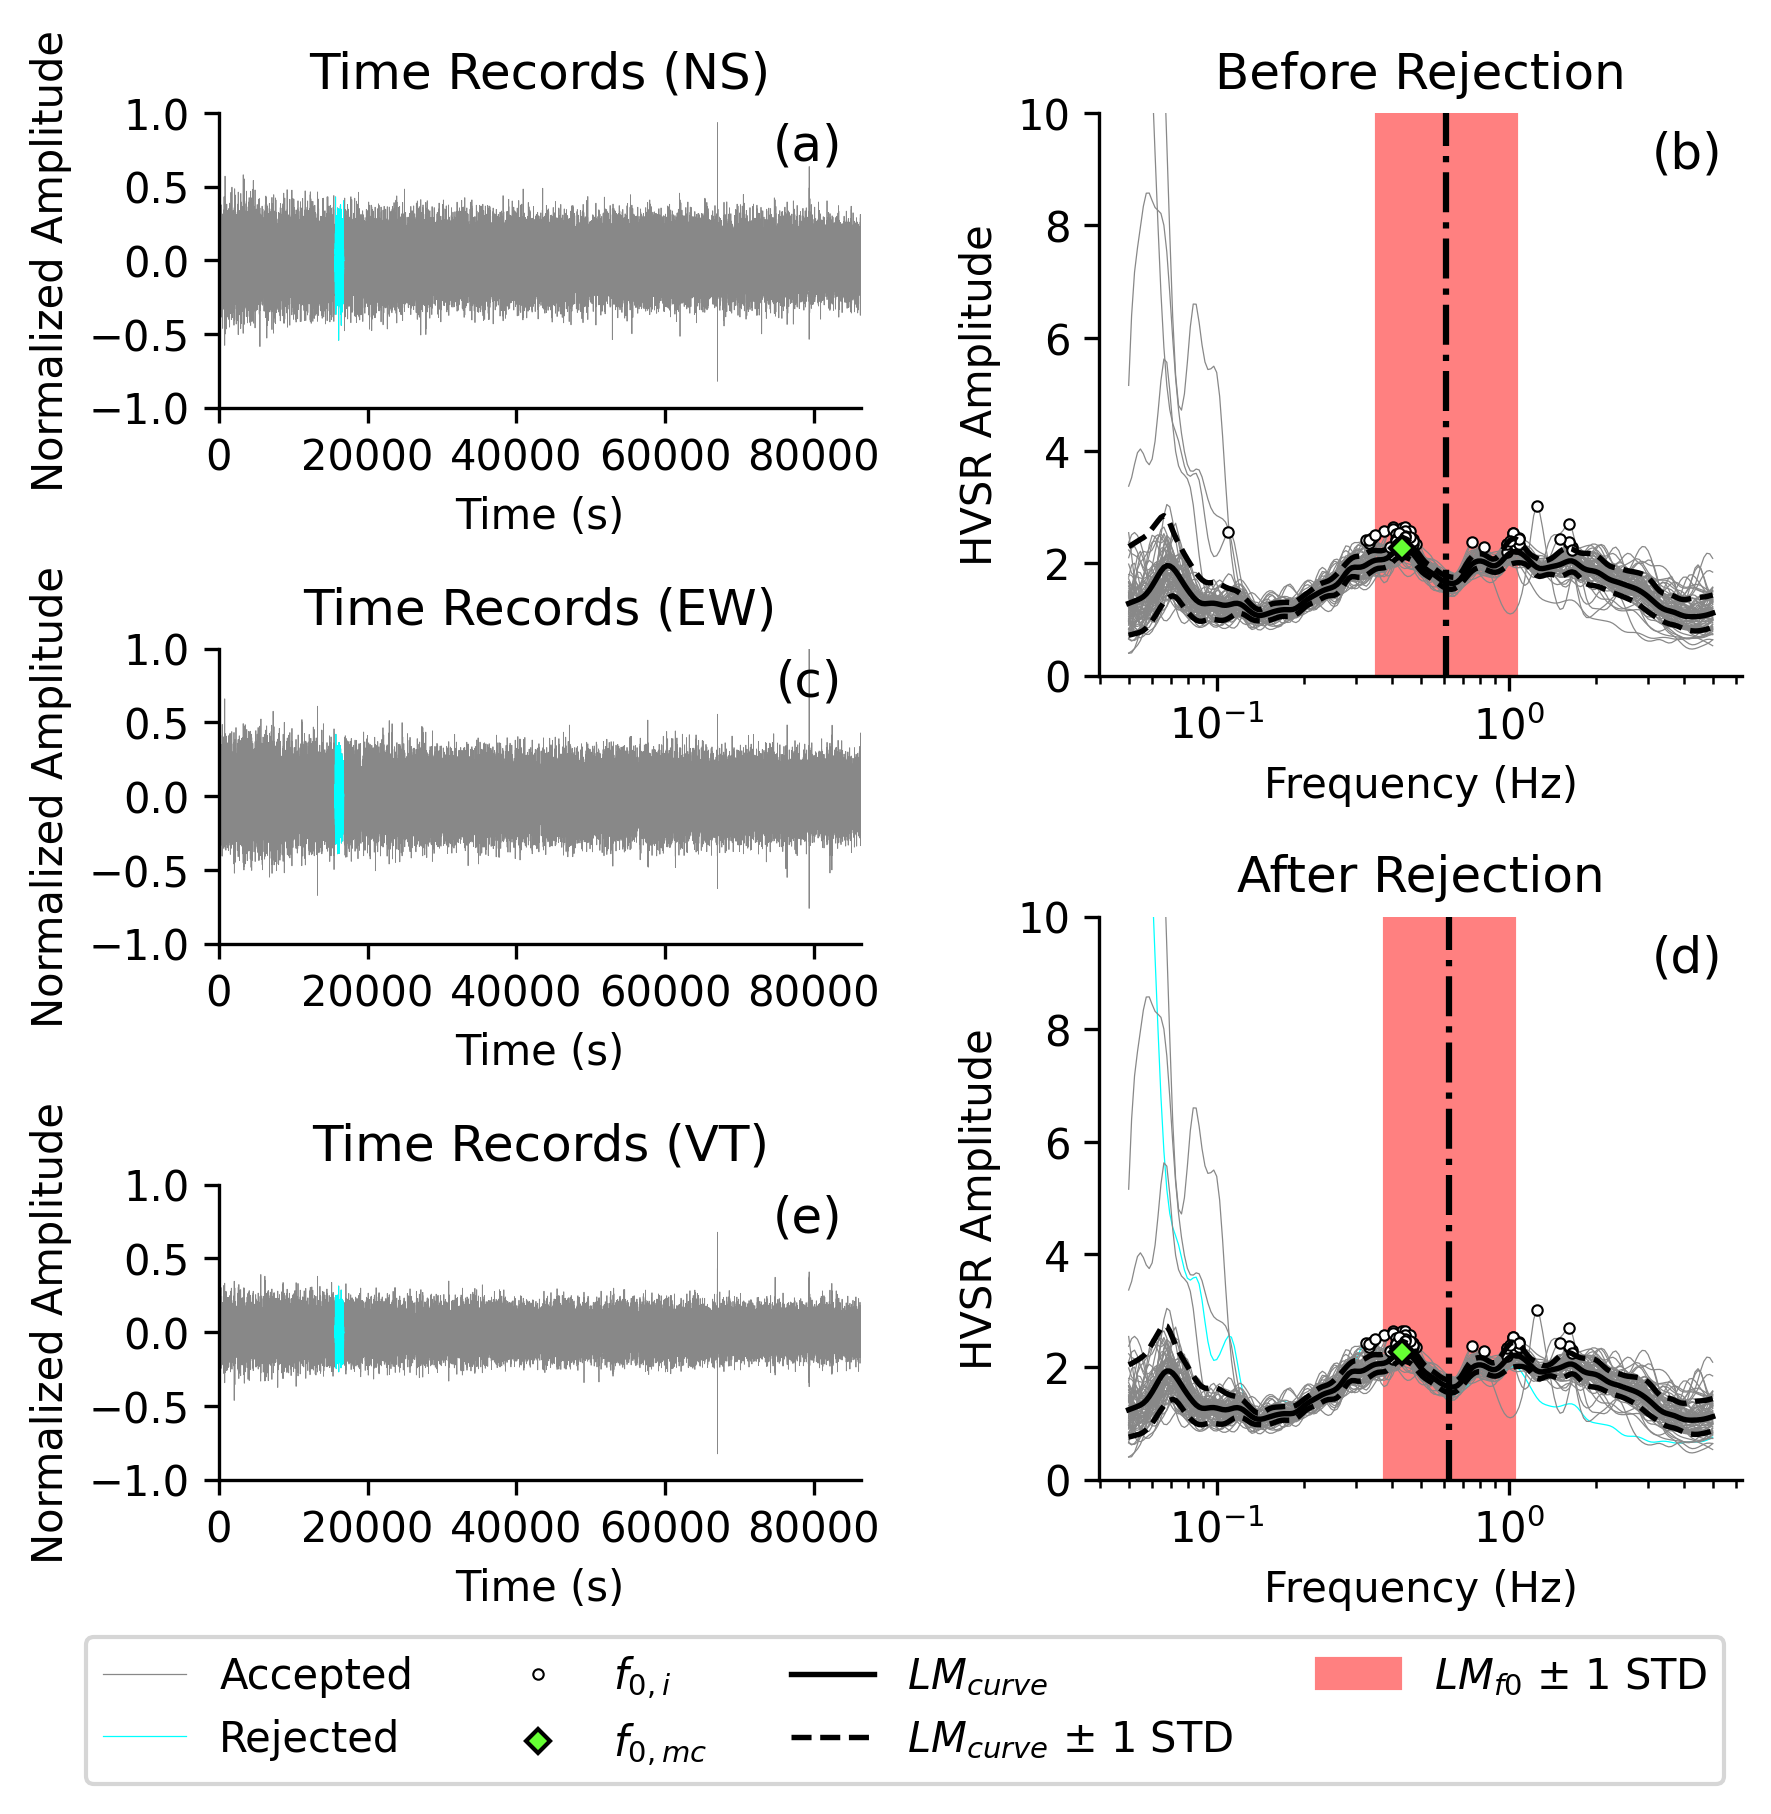 Time Records (NS)
Normalized Amplitude
1.0
0.5
0.0
−0.5
−1.0
(a)
0 20000 40000 60000 80000
Time (s)
Before Rejection
HVSR Amplitude
10
8
6
4
2
0
(b)
10⁻¹ 10⁰
Frequency (Hz)
Time Records (EW)
Normalized Amplitude
1.0
0.5
0.0
−0.5
−1.0
(c)
0 20000 40000 60000 80000
Time (s)
After Rejection
HVSR Amplitude
10
8
6
4
2
0
(d)
10⁻¹ 10⁰
Frequency (Hz)
Time Records (VT)
Normalized Amplitude
1.0
0.5
0.0
−0.5
−1.0
(e)
0 20000 40000 60000 80000
Time (s)
Accepted
Rejected
f0,i
f0,mc
LMcurve
LMcurve ± 1 STD
LMf0 ± 1 STD